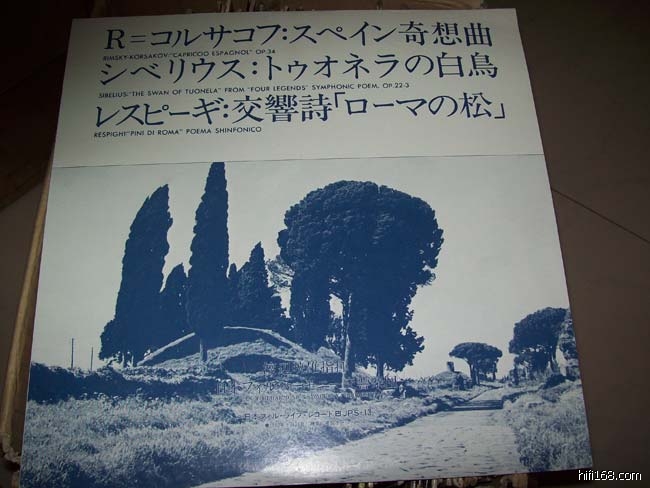 R=コルサコフ:スペイン奇想曲
RIMSKY-KORSAKOV:"CAPRICCIO ESPAGNOL" OP.34
シベリウス:トゥオネラの白鳥
SIBELIUS:"THE SWAN OF TUONELA" FROM "FOUR LEGENDS" SYMPHONIC POEM, OP.22-3
レスピーギ:交響詩「ローマの松」
RESPIGHI:"PINI DI ROMA" POEMA SHINFONICO
JPS-13
hifi168.com